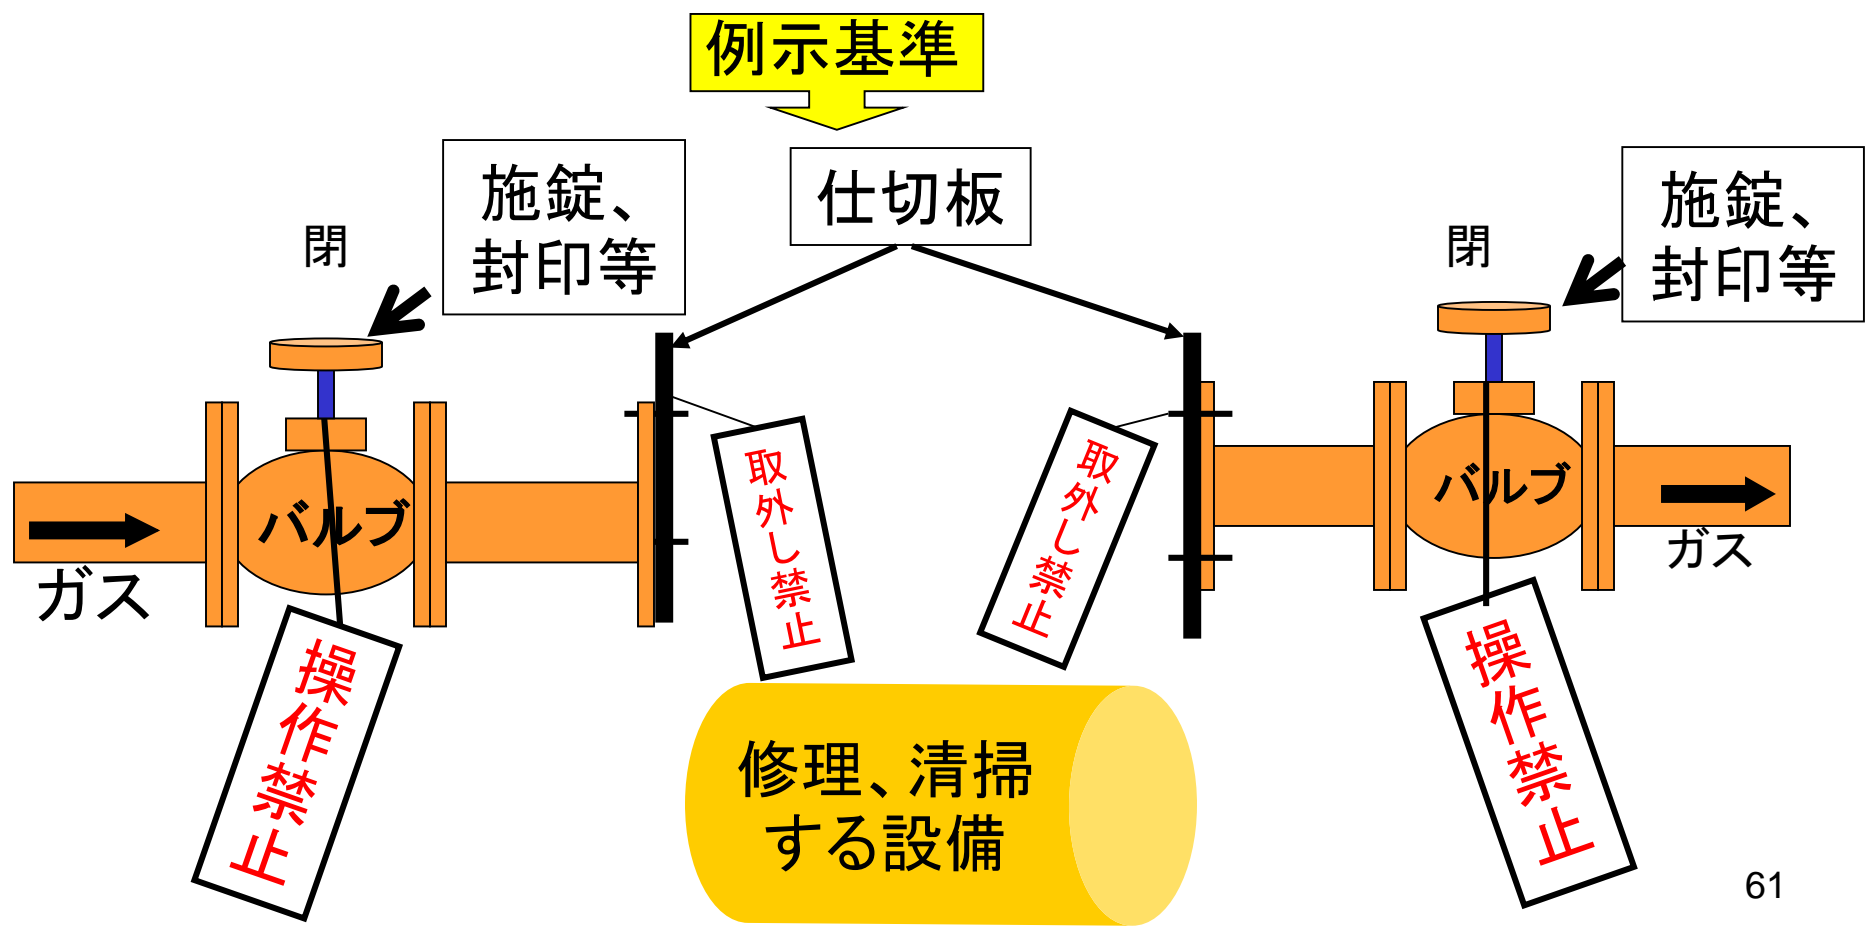 例示基準
施錠、
封印等
仕切板
施錠、
封印等
閉
閉
バルブ
バルブ
ガス
ガス
取外し禁止
取外し禁止
操作禁止
操作禁止
修理、清掃
する設備
61